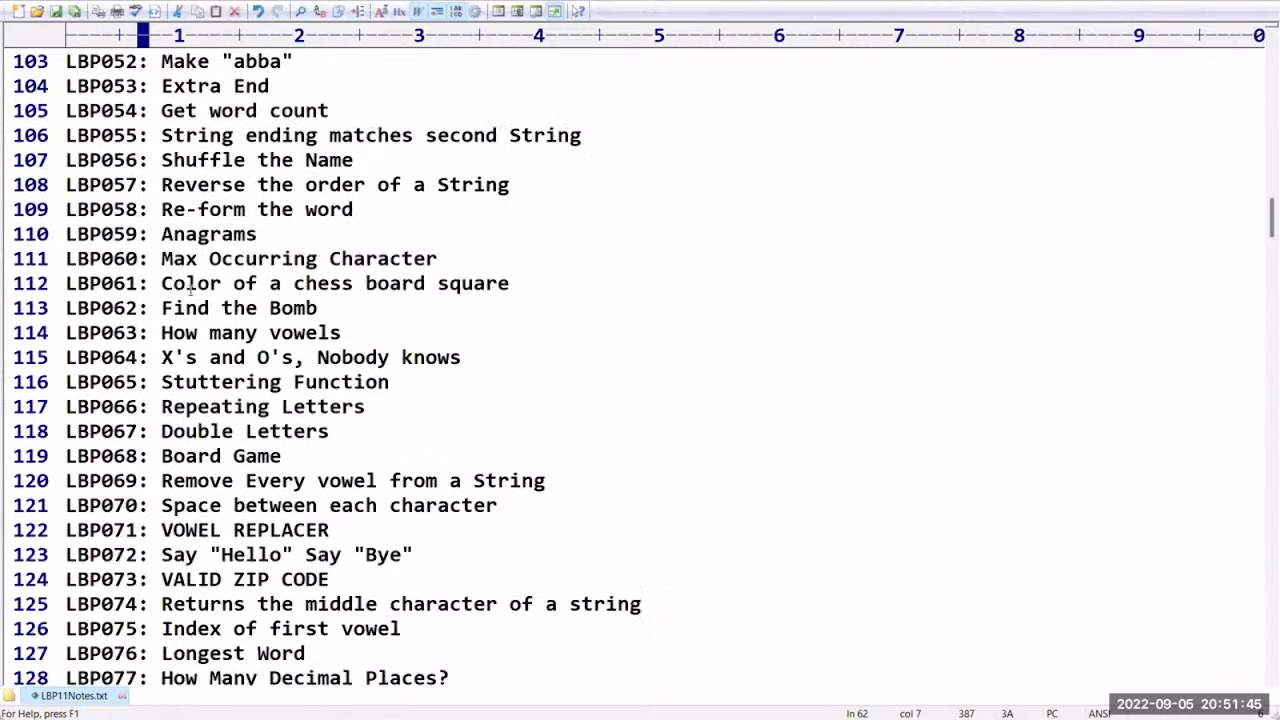 ----+----1----+----2----+----3----+----4----+----5----+----6----+----7----+----8----+----9----+----0
103 LBP052: Make "abba"
104 LBP053: Extra End
105 LBP054: Get word count
106 LBP055: String ending matches second String
107 LBP056: Shuffle the Name
108 LBP057: Reverse the order of a String
109 LBP058: Re-form the word
110 LBP059: Anagrams
111 LBP060: Max Occurring Character
112 LBP061: Color of a chess board square
113 LBP062: Find the Bomb
114 LBP063: How many vowels
115 LBP064: X's and O's, Nobody knows
116 LBP065: Stuttering Function
117 LBP066: Repeating Letters
118 LBP067: Double Letters
119 LBP068: Board Game
120 LBP069: Remove Every vowel from a String
121 LBP070: Space between each character
122 LBP071: VOWEL REPLACER
123 LBP072: Say "Hello" Say "Bye"
124 LBP073: VALID ZIP CODE
125 LBP074: Returns the middle character of a string
126 LBP075: Index of first vowel
127 LBP076: Longest Word
128 LBP077: How Many Decimal Places?
LBP11Notes.txt
2022-09-05 20:51:45
For Help, press F1
ln 62 col 7 387 3A PC ANSI